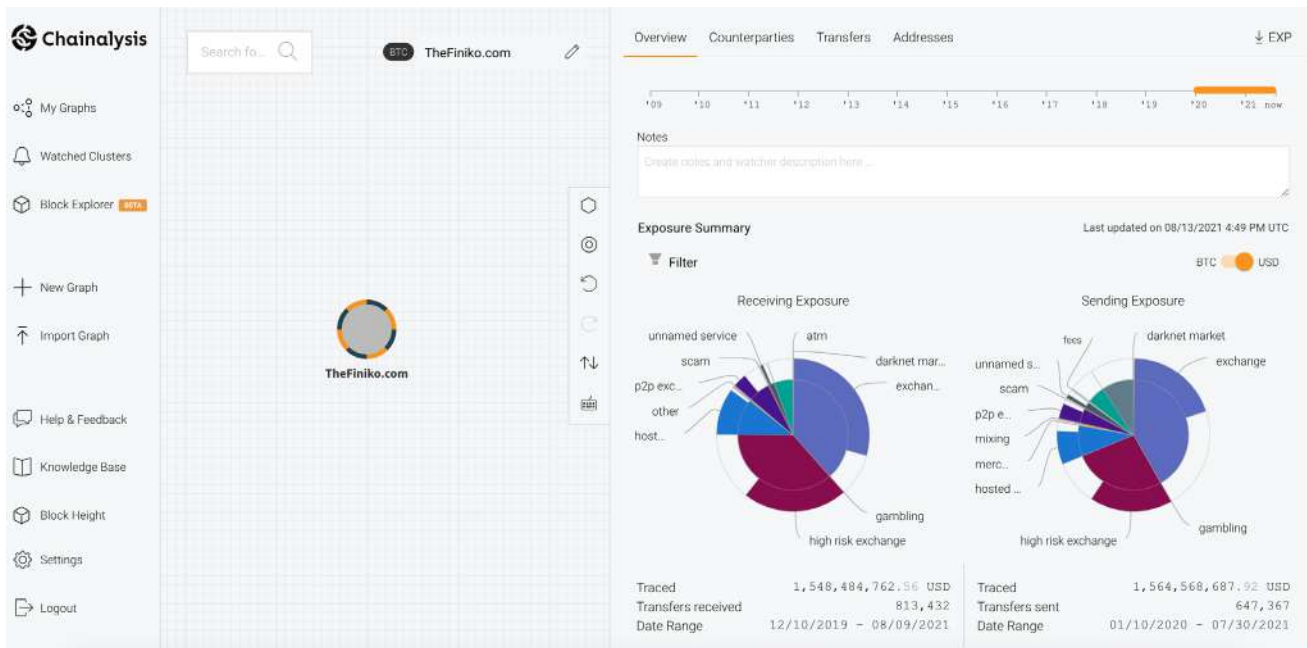 Chainalysis
My Graphs
Watched Clusters
Block Explorer BETA
New Graph
Import Graph
Help & Feedback
Knowledge Base
Block Height
Settings
Logout
Search fo...
BTC TheFiniko.com
TheFiniko.com
Overview Counterparties Transfers Addresses EXP
'09 '10 '11 '12 '13 '14 '15 '16 '17 '18 '19 '20 '21 now
Notes
Create notes and watcher description here ...
Exposure Summary Last updated on 08/13/2021 4:49 PM UTC
Filter BTC USD
Receiving Exposure
unnamed service
atm
scam
darknet mar...
p2p exc...
exchan...
other
host...
gambling
high risk exchange
Traced 1,548,484,762.56 USD
Transfers received 813,432
Date Range 12/10/2019 - 08/09/2021
Sending Exposure
fees
darknet market
unnamed s...
exchange
scam
p2p e...
mixing
merc...
hosted ...
gambling
high risk exchange
Traced 1,564,568,687.92 USD
Transfers sent 647,367
Date Range 01/10/2020 - 07/30/2021